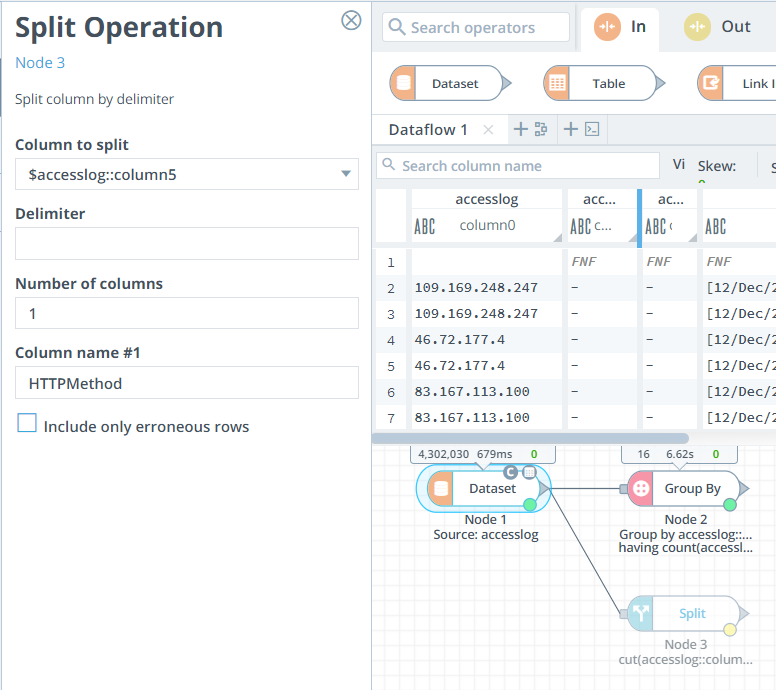 Split Operation
Node 3
Split column by delimiter
Column to split
$accesslog::column5
Delimiter
Number of columns
1
Column name #1
HTTPMethod
Include only erroneous rows
Search operators
In
Out
Dataset
Table
Link I
Dataflow 1
Search column name
Vi
Skew:
accesslog
acc...
ac...
ABC
column0
ABC
c...
ABC
ABC
1
FNF
FNF
FNF
2
109.169.248.247
-
-
[12/Dec/2
3
109.169.248.247
-
-
[12/Dec/2
4
46.72.177.4
-
-
[12/Dec/2
5
46.72.177.4
-
-
[12/Dec/2
6
83.167.113.100
-
-
[12/Dec/2
7
83.167.113.100
-
-
[12/Dec/2
4,302,030 679ms 0
16 6.62s 0
C
Dataset
Group By
Node 1
Source: accesslog
Node 2
Group by accesslog::...
having count(accessl...
Split
Node 3
cut(accesslog::colum...